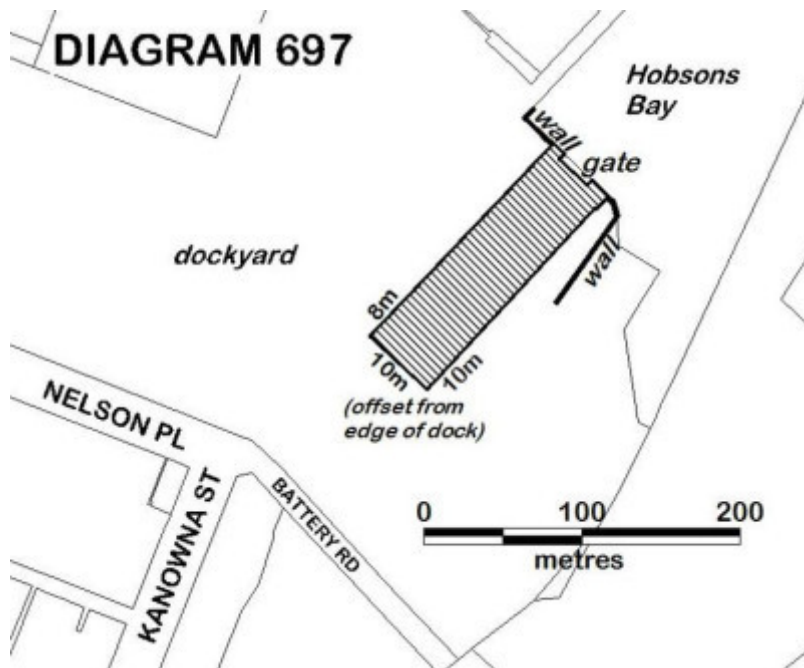 DIAGRAM 697
Hobsons
Bay
wall
gate
dockyard
wall
8m
10m
10m
(offset from
edge of dock)
NELSON PL
KANOWNA ST
BATTERY RD
0 100 200
metres